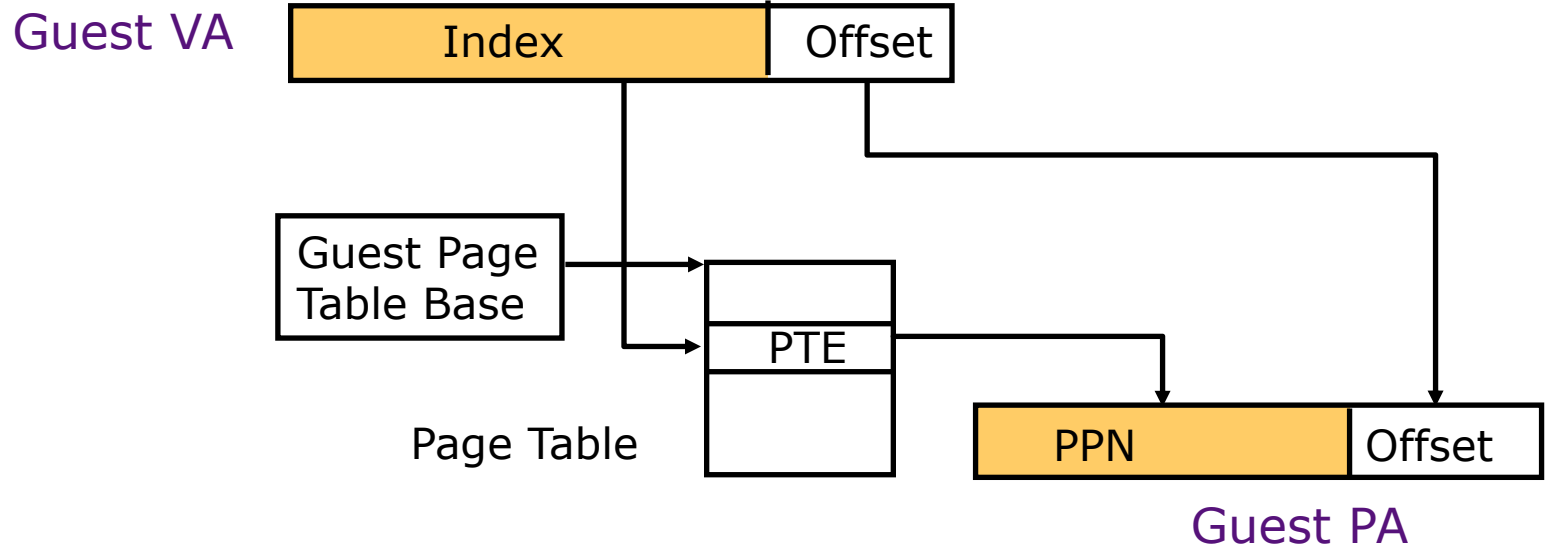 Guest VA
Index
Offset
Guest Page
Table Base
PTE
Page Table
PPN
Offset
Guest PA